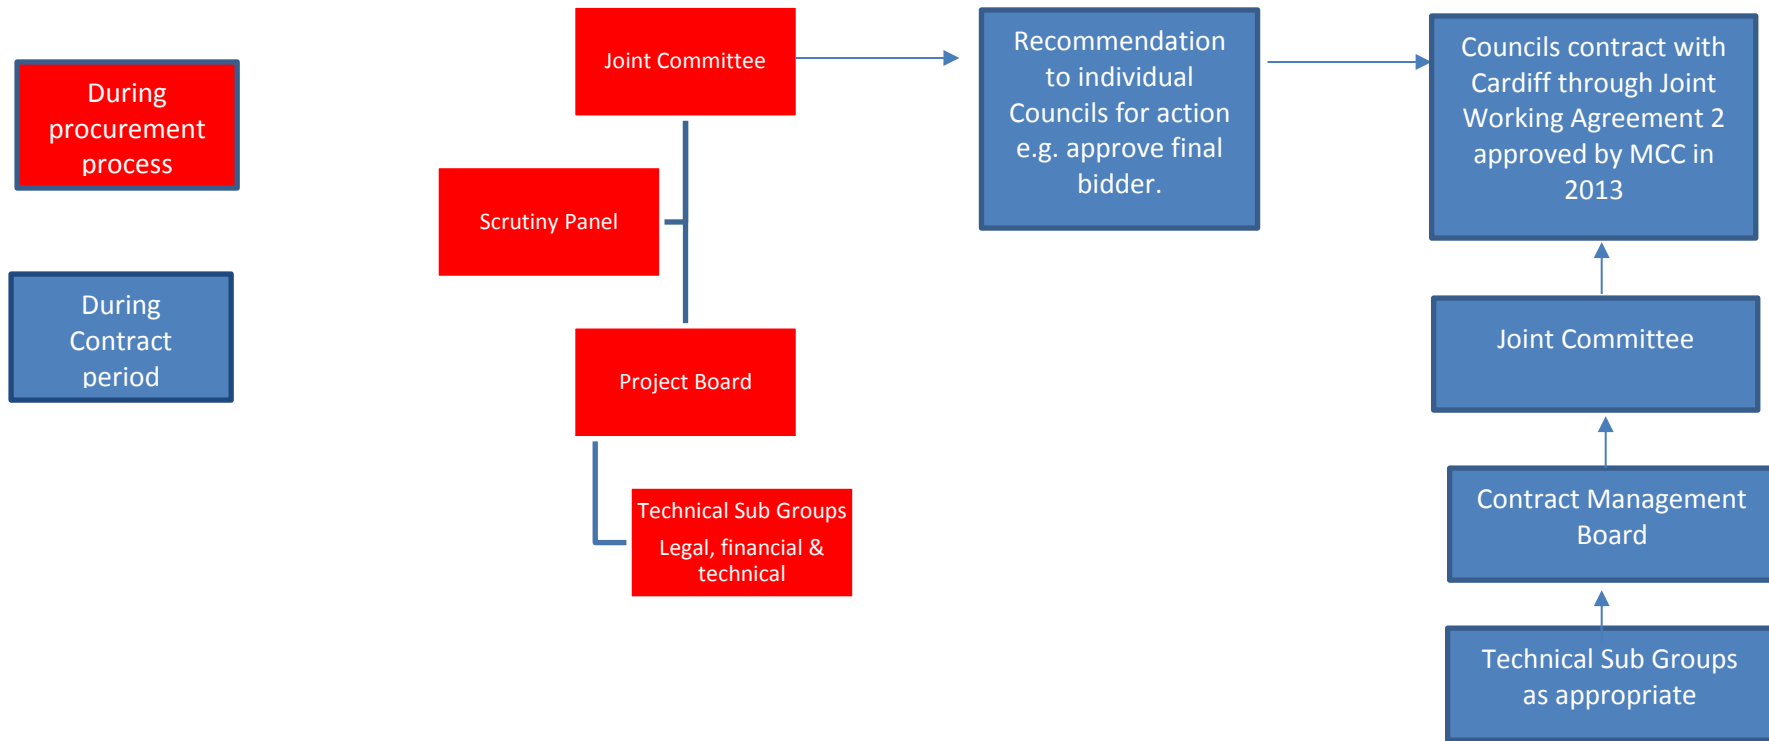 During
procurement
process
During
Contract
period
Joint Committee
Scrutiny Panel
Project Board
Technical Sub Groups
Legal, financial &
technical
Recommendation
to individual
Councils for action
e.g. approve final
bidder.
Councils contract with
Cardiff through Joint
Working Agreement 2
approved by MCC in
2013
Joint Committee
Contract Management
Board
Technical Sub Groups
as appropriate